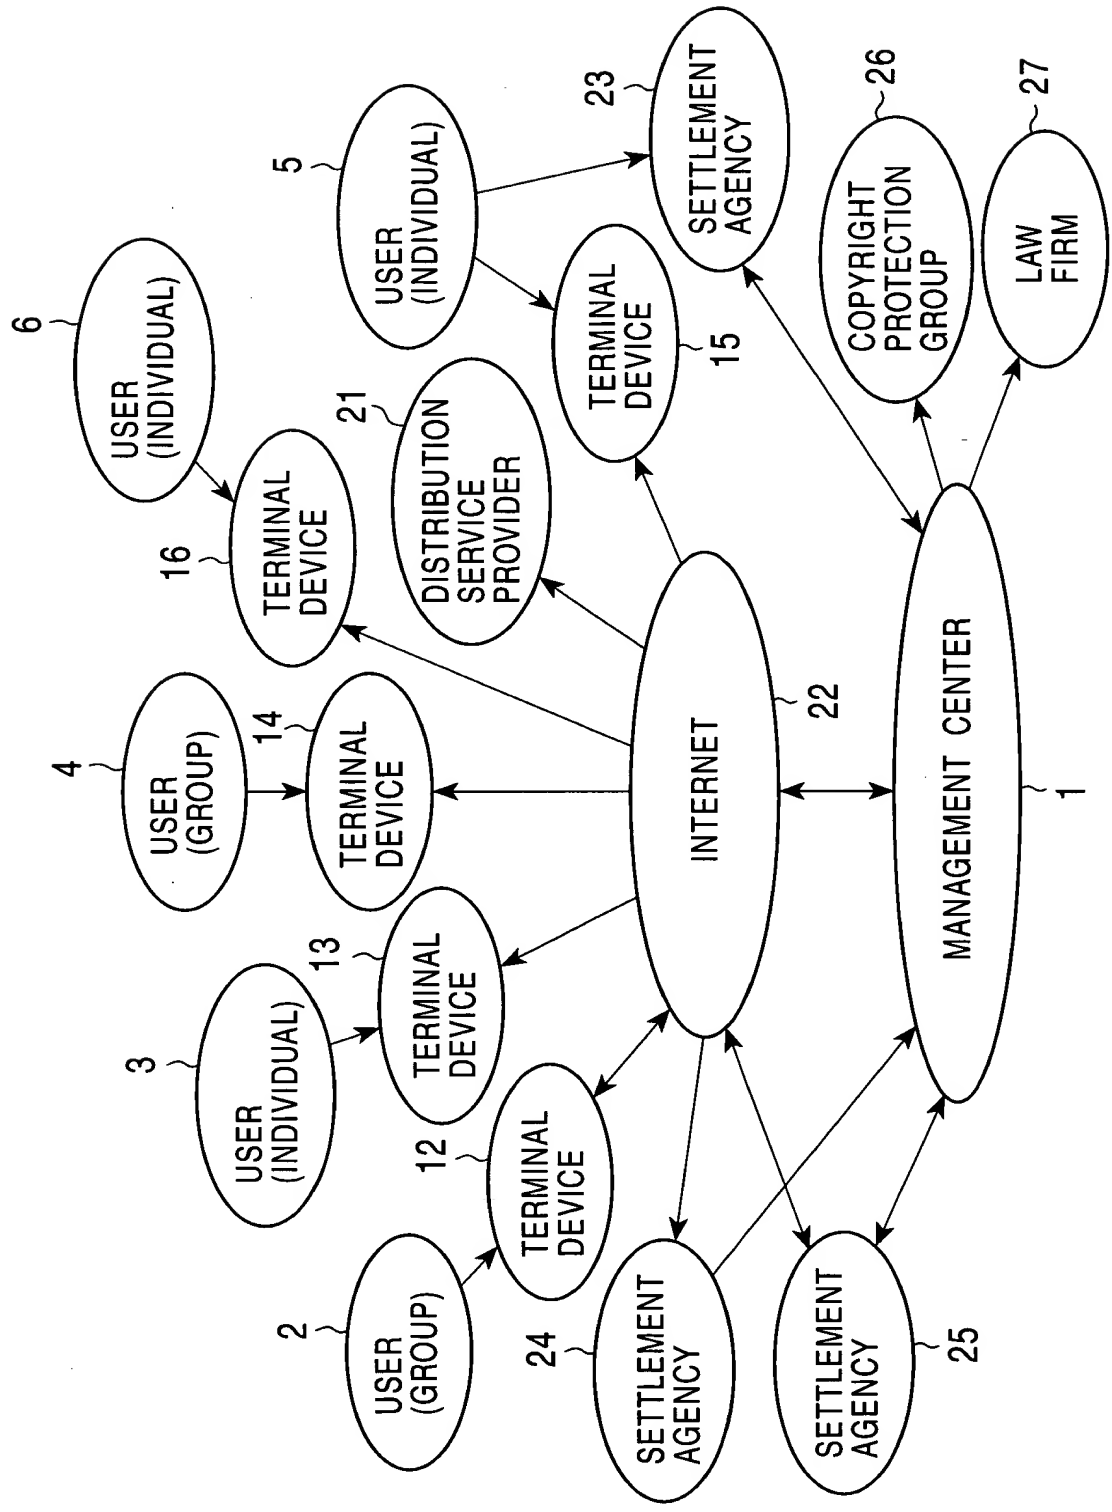 2
USER
(GROUP)
3
USER
(INDIVIDUAL)
4
USER
(GROUP)
6
USER
(INDIVIDUAL)
5
USER
(INDIVIDUAL)
12
TERMINAL
DEVICE
13
TERMINAL
DEVICE
14
TERMINAL
DEVICE
16
TERMINAL
DEVICE
21
DISTRIBUTION
SERVICE
PROVIDER
TERMINAL
DEVICE
15
23
SETTLEMENT
AGENCY
24
SETTLEMENT
AGENCY
INTERNET
22
SETTLEMENT
AGENCY
25
MANAGEMENT CENTER
1
26
COPYRIGHT
PROTECTION
GROUP
27
LAW
FIRM